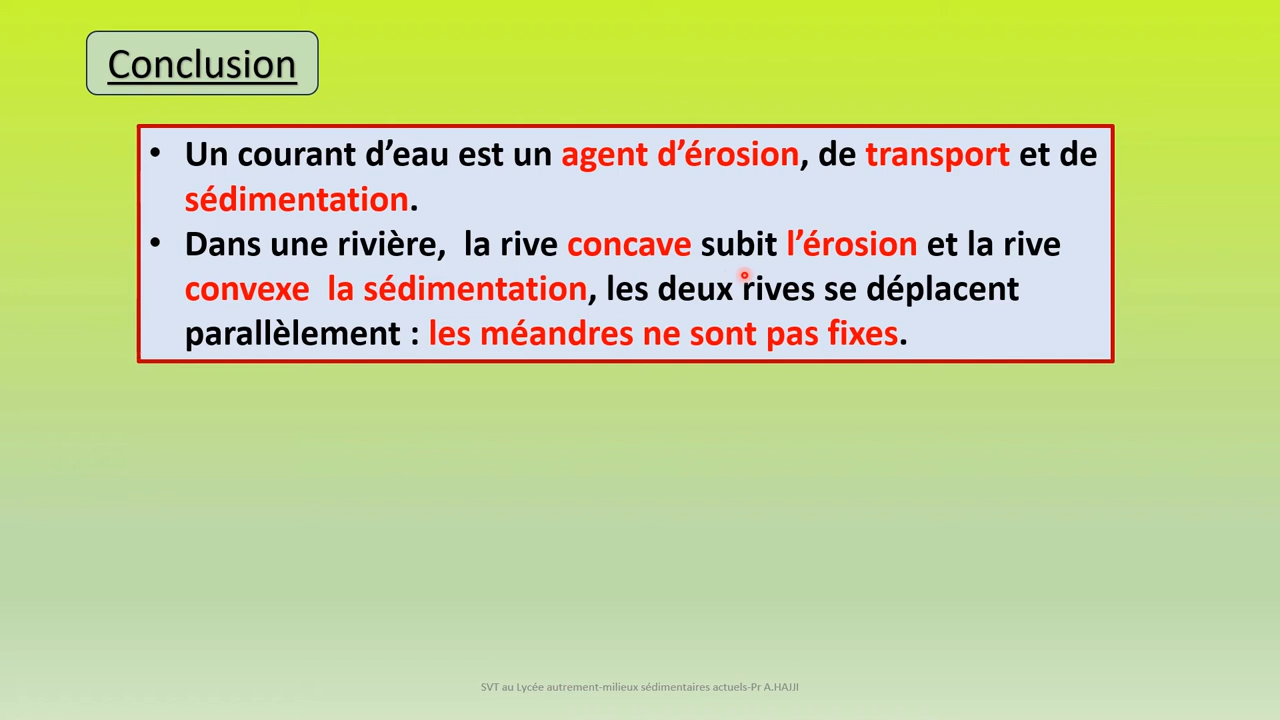 Conclusion
• Un courant d’eau est un agent d’érosion, de transport et de
sédimentation.
• Dans une rivière, la rive concave subit l’érosion et la rive
convexe la sédimentation, les deux rives se déplacent
parallèlement : les méandres ne sont pas fixes.
SVT au Lycée autrement-milieux sédimentaires actuels-Pr A.HAJJI